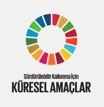 Sürdürülebilir Kalkınma İçin
KÜRESEL AMAÇLAR